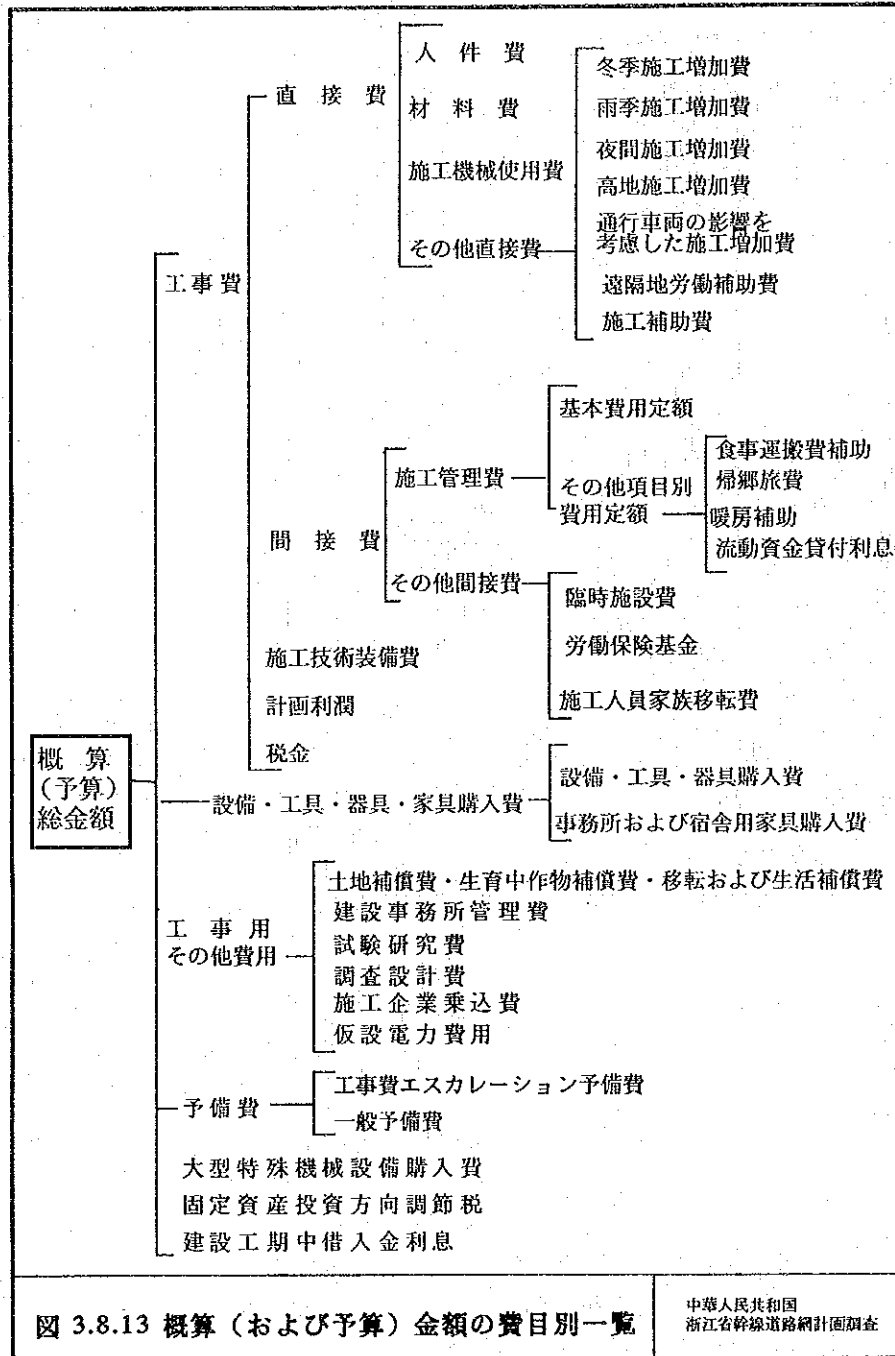 人件費
直接費
材料費
施工機械使用費
その他直接費
冬季施工増加費
雨季施工増加費
夜間施工増加費
高地施工増加費
通行車両の影響を
考慮した施工増加費
遠隔地労働補助費
施工補助費
工事費
間接費
施工管理費
基本費用定額
その他項目別
費用定額
食事運搬費補助
帰郷旅費
暖房補助
流動資金貸付利息
その他間接費
臨時施設費
労働保険基金
施工人員家族移転費
施工技術装備費
計画利潤
税金
概算
(予算)
総金額
設備・工具・器具・家具購入費
設備・工具・器具購入費
事務所および宿舎用家具購入費
工事用
その他費用
土地補償費・生育中作物補償費・移転および生活補償費
建設事務所管理費
試験研究費
調査設計費
施工企業乗込費
仮設電力費用
予備費
工事費エスカレーション予備費
一般予備費
大型特殊機械設備購入費
固定資産投資方向調節税
建設工期中借入金利息
図 3.8.13 概算（および予算）金額の費目別一覧
中華人民共和国
浙江省幹線道路網計画調査